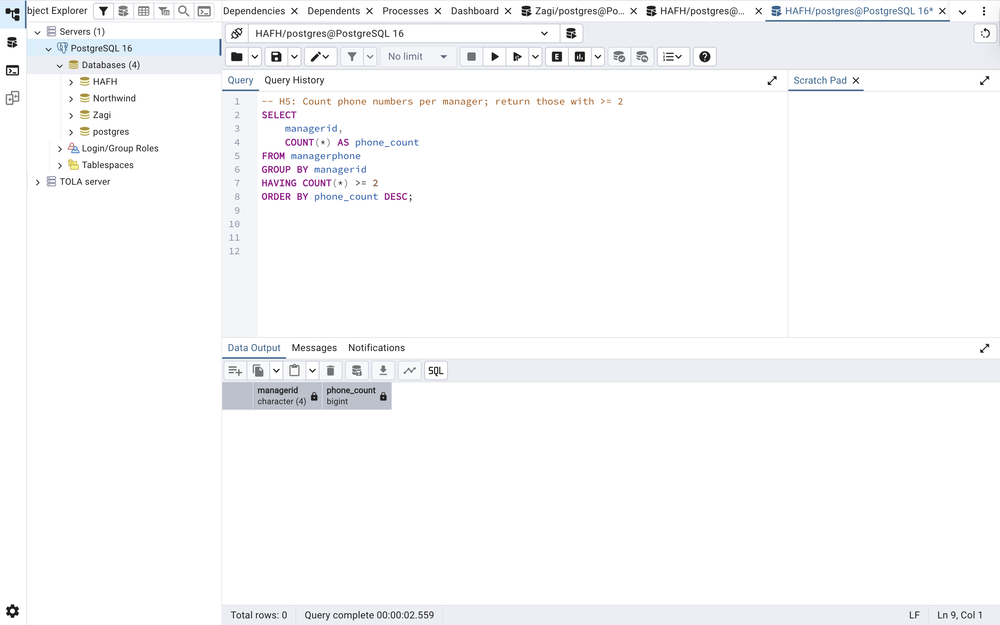 bject Explorer
Servers (1)
PostgreSQL 16
Databases (4)
HAFH
Northwind
Zagi
postgres
Login/Group Roles
Tablespaces
TOLA server
Dependencies Dependents Processes Dashboard Zagi/postgres@Po... HAFH/postgres@... HAFH/postgres@PostgreSQL 16*
HAFH/postgres@PostgreSQL 16
No limit E
Query Query History
Scratch Pad
1 -- H5: Count phone numbers per manager; return those with >= 2
2 SELECT
3     managerid,
4     COUNT(*) AS phone_count
5 FROM managerphone
6 GROUP BY managerid
7 HAVING COUNT(*) >= 2
8 ORDER BY phone_count DESC;
9
10
11
12
Data Output Messages Notifications
SQL
managerid phone_count
character (4) bigint
Total rows: 0 Query complete 00:00:02.559 LF Ln 9, Col 1